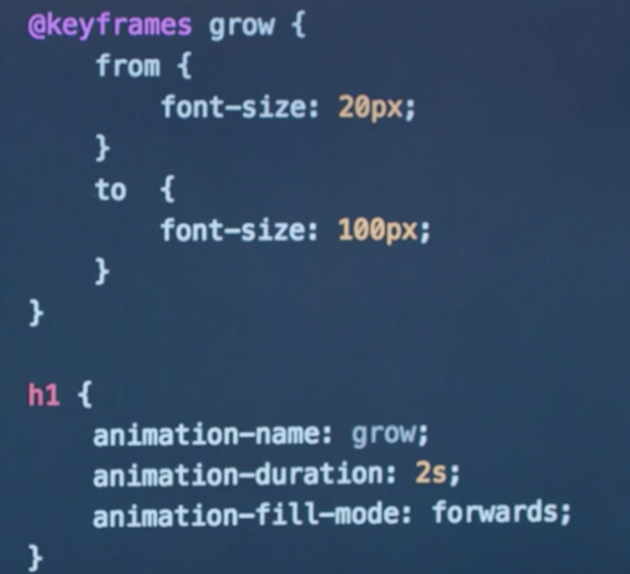 @keyframes grow {
    from {
        font-size: 20px;
    }
    to  {
        font-size: 100px;
    }
}

h1 {
    animation-name: grow;
    animation-duration: 2s;
    animation-fill-mode: forwards;
}